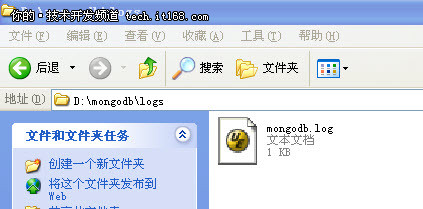 你的·技术开发频道 tech.it168.com
文件(F) 编辑(E) 查看(V) 收藏(A) 工具(T) 帮助(H)
后退 搜索 文件夹
地址(D) D:\mongodb\logs
文件和文件夹任务
创建一个新文件夹
将这个文件夹发布到
Web
mongodb.log
文本文档
1 KB